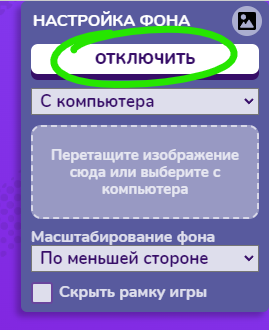 НАСТРОЙКА ФОНА
ОТКЛЮЧИТЬ
С компьютера
Перетащите изображение
сюда или выберите с
компьютера
Масштабирование фона
По меньшей стороне
Скрыть рамку игры